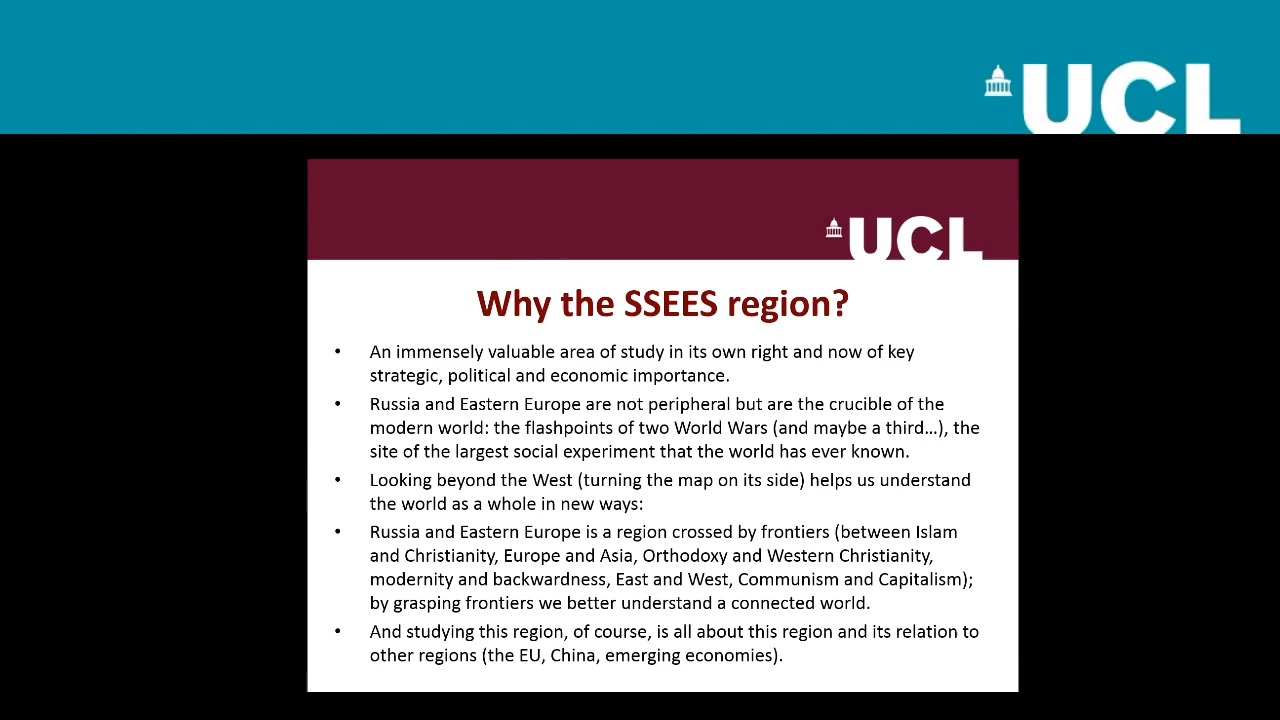 UCL
UCL
Why the SSEES region?
• An immensely valuable area of study in its own right and now of key
strategic, political and economic importance.
• Russia and Eastern Europe are not peripheral but are the crucible of the
modern world: the flashpoints of two World Wars (and maybe a third…), the
site of the largest social experiment that the world has ever known.
• Looking beyond the West (turning the map on its side) helps us understand
the world as a whole in new ways:
• Russia and Eastern Europe is a region crossed by frontiers (between Islam
and Christianity, Europe and Asia, Orthodoxy and Western Christianity,
modernity and backwardness, East and West, Communism and Capitalism);
by grasping frontiers we better understand a connected world.
• And studying this region, of course, is all about this region and its relation to
other regions (the EU, China, emerging economies).